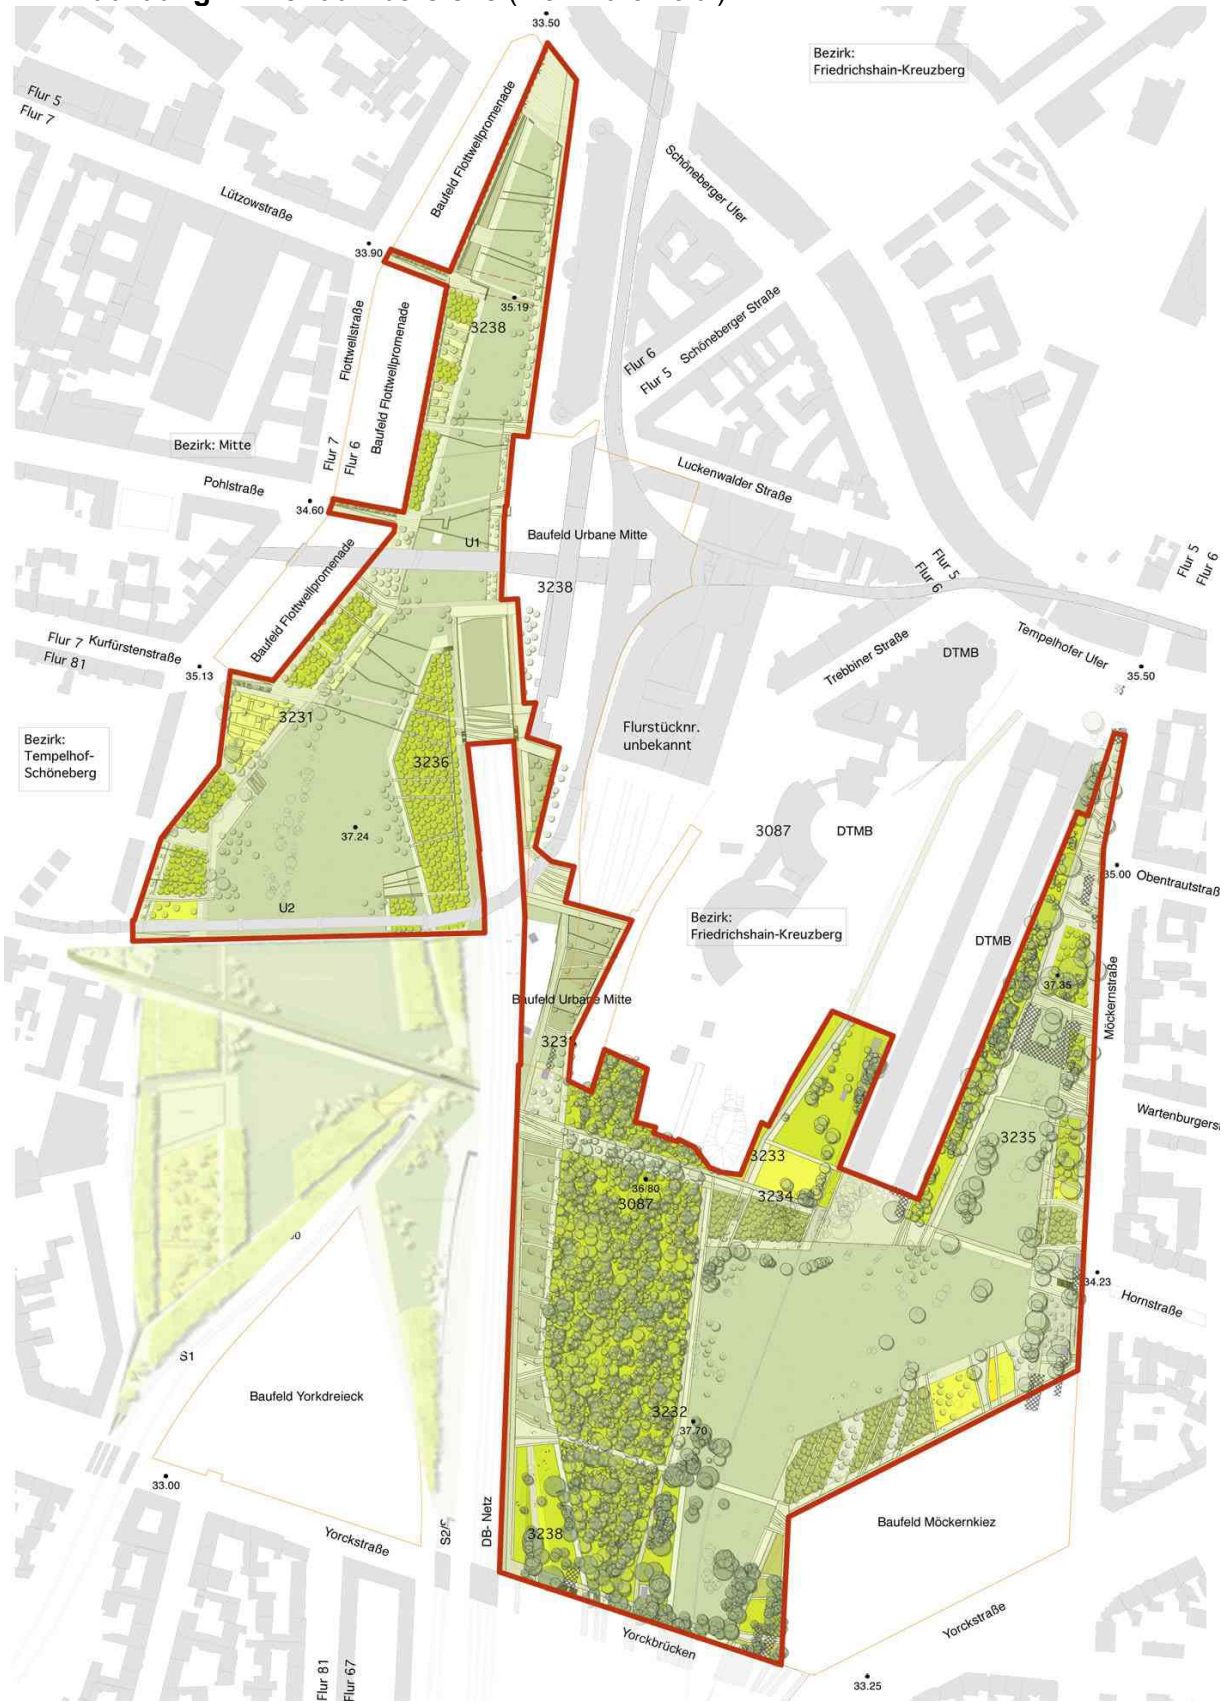 33.50
Bezirk:
Friedrichshain-Kreuzberg
Flur 5
Flur 7
Baufeld Flottwellpromenade
Schöneberger Ufer
Lützowstraße
33.90
35.19
3238
Flottwellstraße
Baufeld Flottwellpromenade
Schöneberger Straße
Flur 6
Flur 5
Bezirk: Mitte
Flur 7
Flur 6
Pohlstraße
34.60
Luckenwalder Straße
U1
Baufeld Urbane Mitte
3238
Flur 5
Flur 6
Flur 5
Flur 6
Baufeld Flottwellpromenade
Flur 7
Kurfürstenstraße
Flur 81
35.13
Trebbiner Straße
DTMB
Tempelhofer Ufer
35.50
3231
Flurstücknr.
unbekannt
Bezirk:
Tempelhof-
Schöneberg
3236
37.24
3087
DTMB
35.00
Obentrautstraße
U2
Bezirk:
Friedrichshain-Kreuzberg
DTMB
37.35
Möckernstraße
Baufeld Urbane Mitte
Wartenburgerst
3235
3233
36.80
3087
3234
34.23
Hornstraße
S1
Baufeld Yorkdreieck
3232
37.70
33.00
Yorckstraße
S2/
DB- Netz
3238
Baufeld Möckernkiez
Yorckbrücken
Yorckstraße
Flur 81
Flur 67
33.25